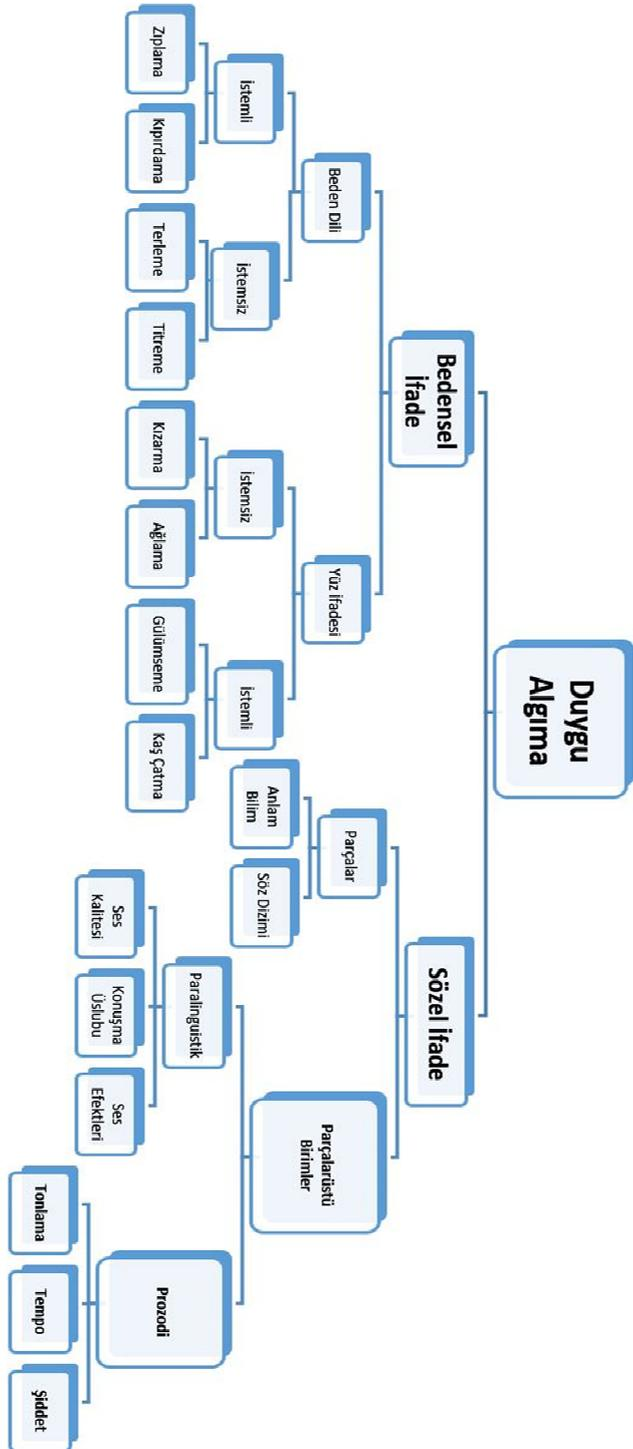 Duygu
Algıma
Bedensel
İfade
Sözel İfade
Beden Dili
Yüz İfadesi
Parçalar
Parçalarüstü
Birimler
İstemli
İstemsiz
İstemsiz
İstemli
Anlam
Bilim
Söz Dizimi
Paralinguistik
Prozodi
Zıplama
Kıpırdama
Terleme
Titreme
Kızarma
Ağlama
Gülümseme
Kaş Çatma
Ses
Kalitesi
Konuşma
Üslubu
Ses
Efektleri
Tonlama
Tempo
Şiddet